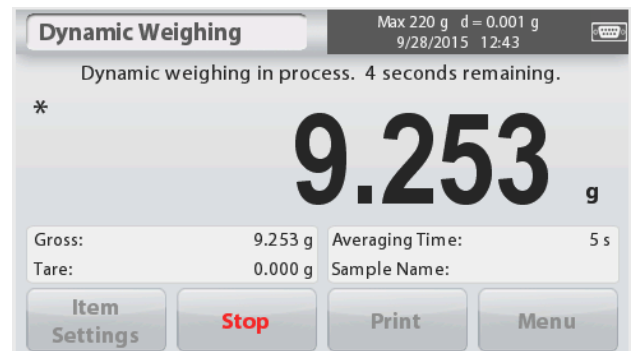 Dynamic Weighing
Max 220 g d = 0.001 g
9/28/2015 12:43
Dynamic weighing in process. 4 seconds remaining.
*
9.253 g
Gross: 9.253 g
Tare: 0.000 g
Averaging Time: 5 s
Sample Name:
Item
Settings
Stop
Print
Menu